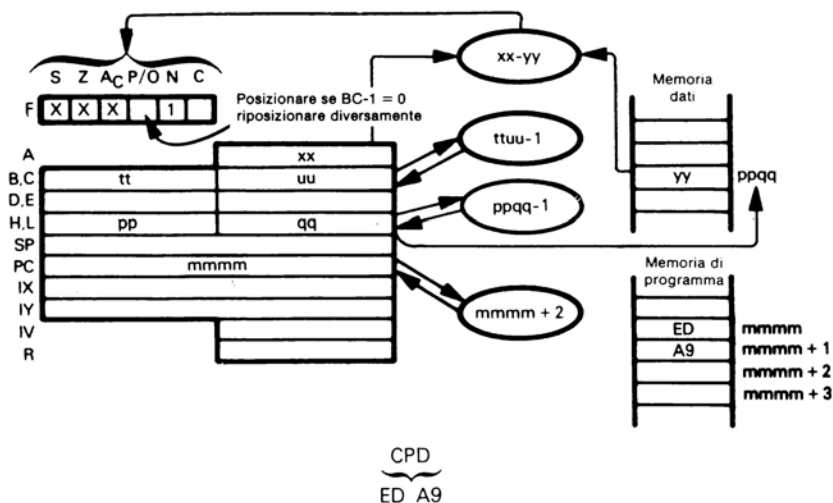 S Z AC P/O N C
F X X X 1
Posizionare se BC-1 = 0
riposizionare diversamente
xx-yy
Memoria
dati
A xx
ttuu-1
B,C tt uu
yy ppqq
D,E
H,L pp qq
ppqq-1
SP
PC mmmm
Memoria di
programma
IX
IY
mmmm + 2
IV
R
ED mmmm
A9 mmmm + 1
mmmm + 2
mmmm + 3
CPD
ED A9